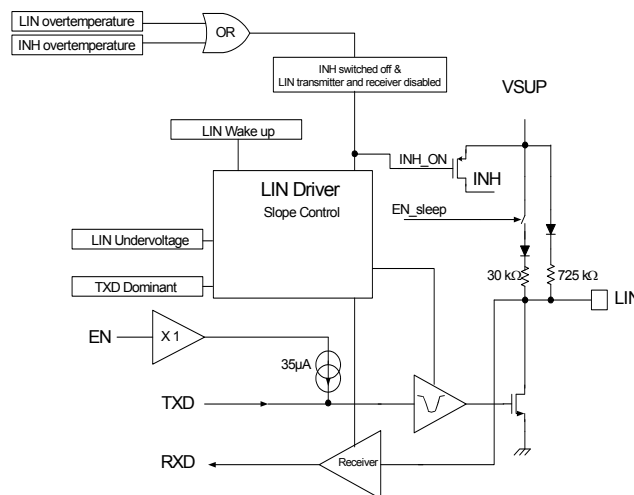 LIN overtemperature
INH overtemperature
OR
INH switched off &
LIN transmitter and receiver disabled
VSUP
LIN Wake up
INH_ON
INH
LIN Driver
Slope Control
EN_sleep
LIN Undervoltage
TXD Dominant
30 kΩ
725 kΩ
LIN
EN
X 1
35µA
TXD
RXD
Receiver